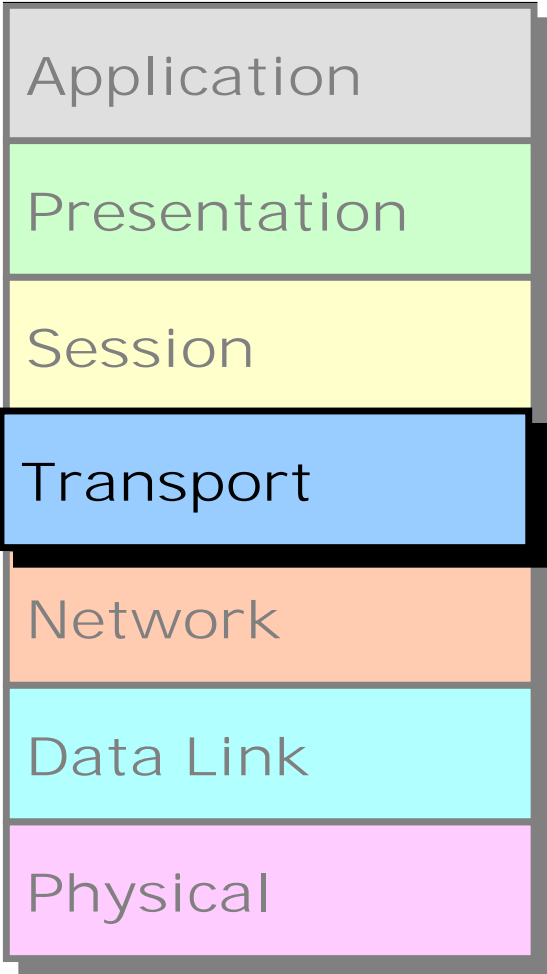 Application
Presentation
Session
Transport
Network
Data Link
Physical